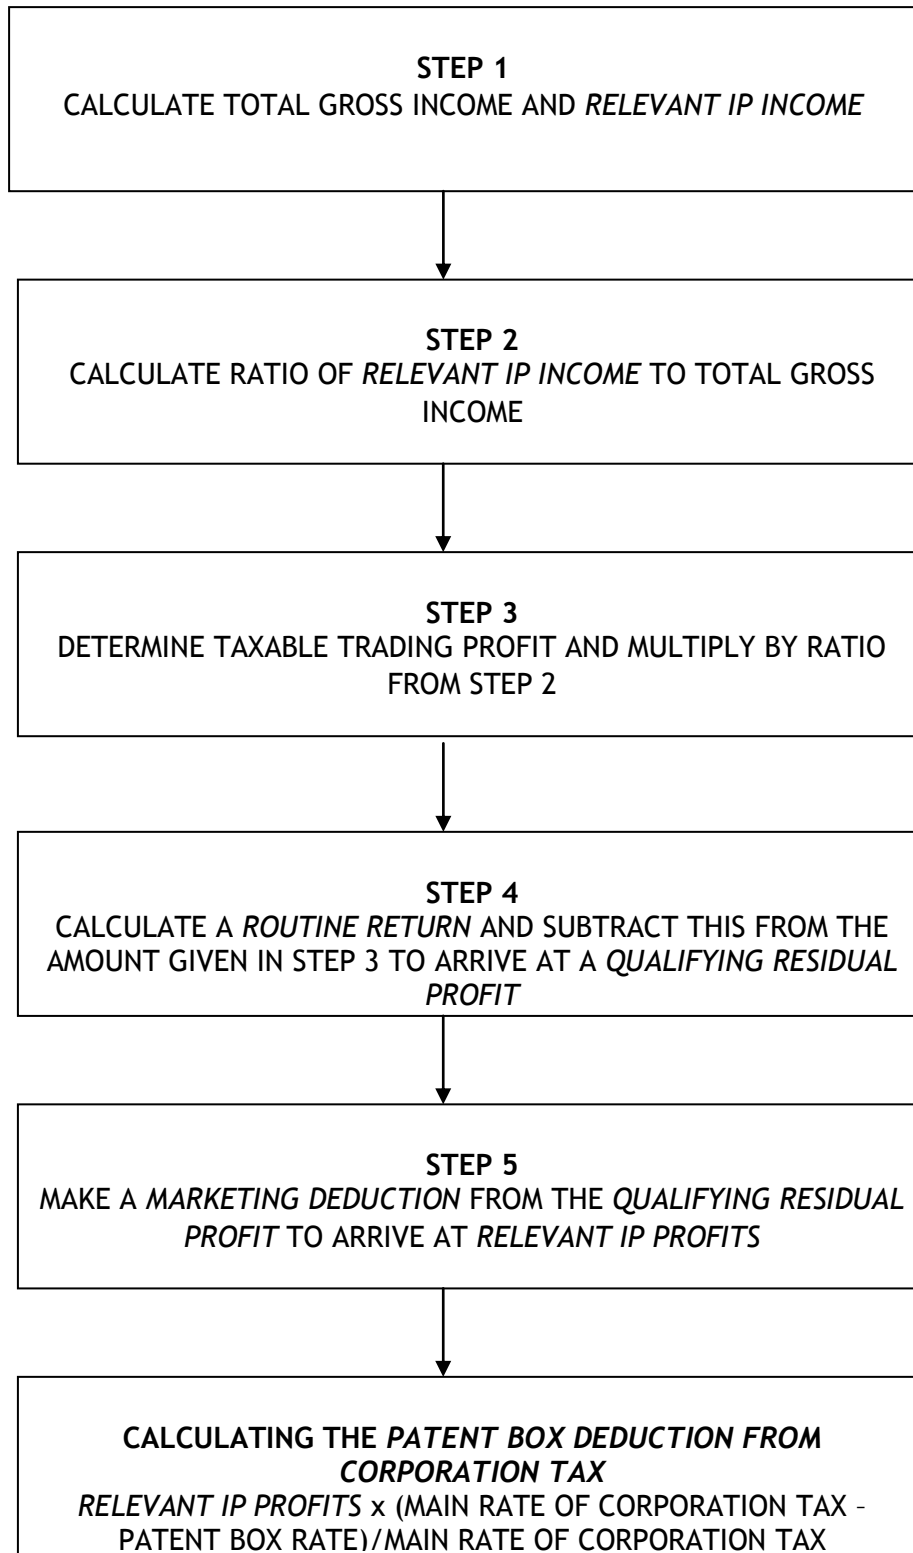 STEP 1
CALCULATE TOTAL GROSS INCOME AND RELEVANT IP INCOME
STEP 2
CALCULATE RATIO OF RELEVANT IP INCOME TO TOTAL GROSS
INCOME
STEP 3
DETERMINE TAXABLE TRADING PROFIT AND MULTIPLY BY RATIO
FROM STEP 2
STEP 4
CALCULATE A ROUTINE RETURN AND SUBTRACT THIS FROM THE
AMOUNT GIVEN IN STEP 3 TO ARRIVE AT A QUALIFYING RESIDUAL
PROFIT
STEP 5
MAKE A MARKETING DEDUCTION FROM THE QUALIFYING RESIDUAL
PROFIT TO ARRIVE AT RELEVANT IP PROFITS
CALCULATING THE PATENT BOX DEDUCTION FROM
CORPORATION TAX
RELEVANT IP PROFITS x (MAIN RATE OF CORPORATION TAX –
PATENT BOX RATE)/MAIN RATE OF CORPORATION TAX